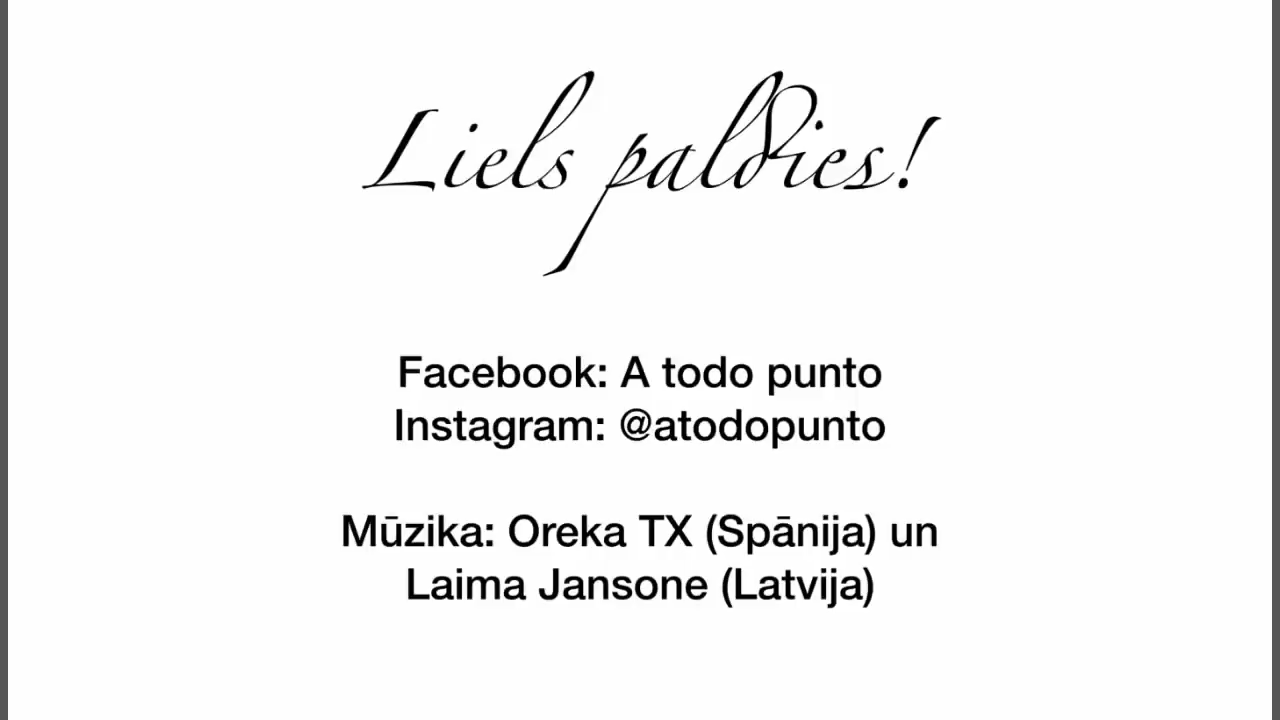 Liels paldies!
Facebook: A todo punto
Instagram: @atodopunto
Mūzika: Oreka TX (Spānija) un
Laima Jansone (Latvija)